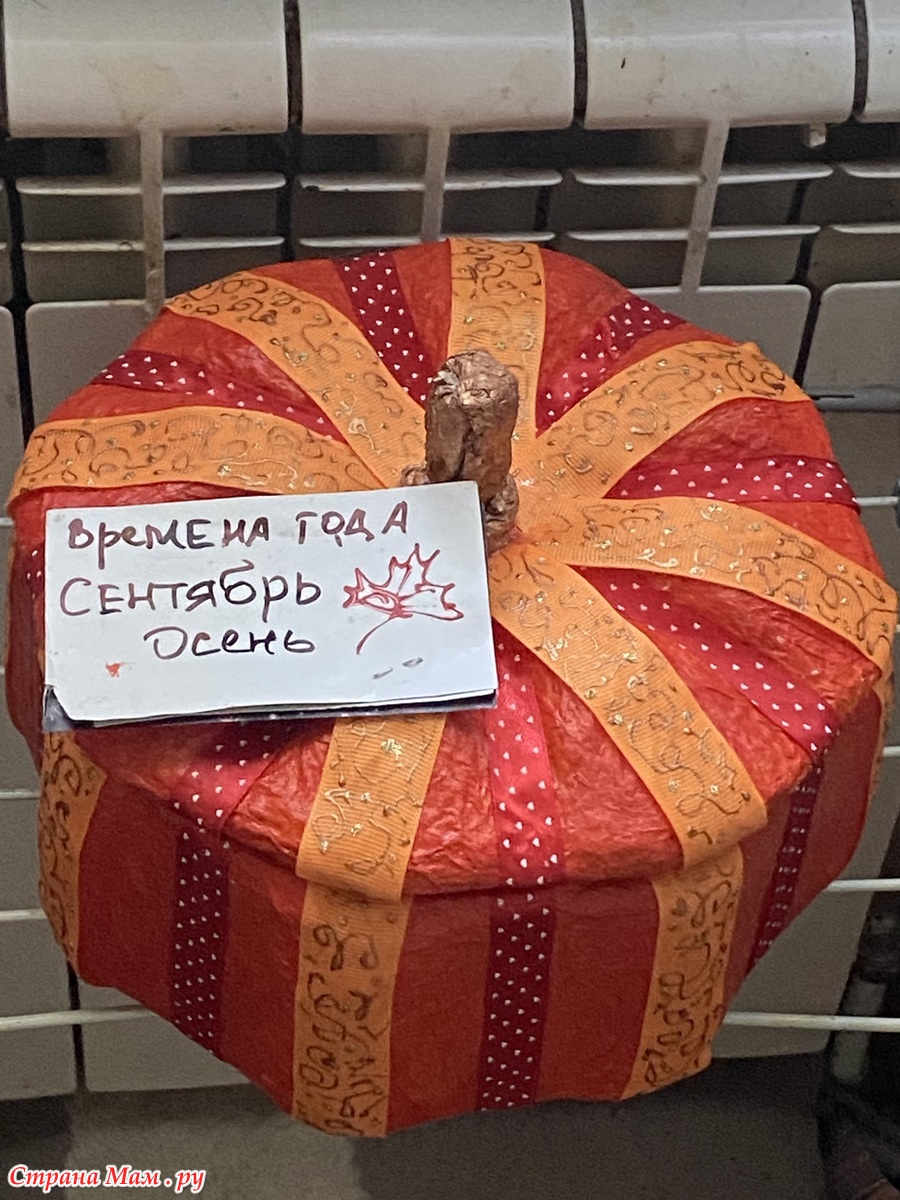 Времена года
Сентябрь
Осень
Страна Мам.ру